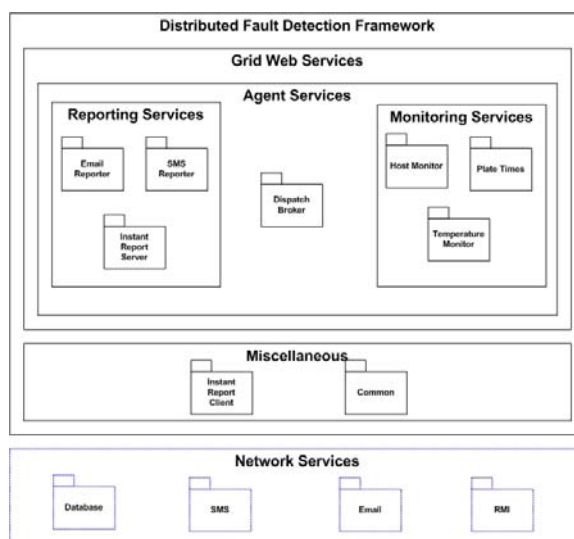 Distributed Fault Detection Framework
Grid Web Services
Agent Services
Reporting Services
Email
Reporter
SMS
Reporter
Instant
Report
Server
Dispatch
Broker
Monitoring Services
Host Monitor
Plate Times
Temperature
Monitor
Miscellaneous
Instant
Report
Client
Common
Network Services
Database
SMS
Email
RMI